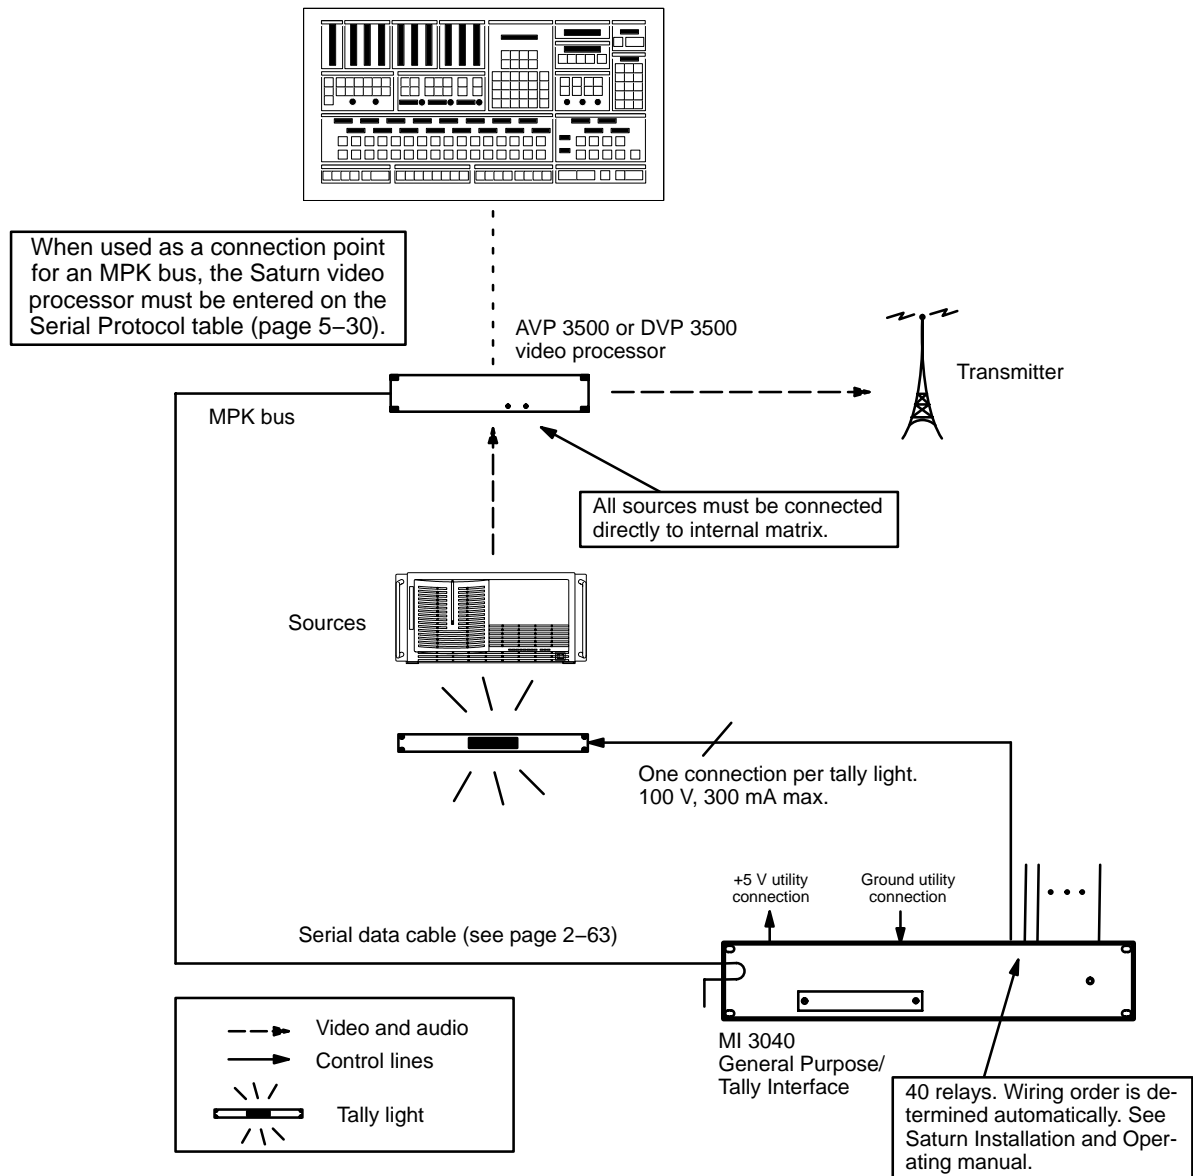 When used as a connection point
for an MPK bus, the Saturn video
processor must be entered on the
Serial Protocol table (page 5–30).
AVP 3500 or DVP 3500
video processor
Transmitter
MPK bus
All sources must be connected
directly to internal matrix.
Sources
One connection per tally light.
100 V, 300 mA max.
+5 V utility
connection
Ground utility
connection
Serial data cable (see page 2–63)
Video and audio
Control lines
Tally light
MI 3040
General Purpose/
Tally Interface
40 relays. Wiring order is de-
termined automatically. See
Saturn Installation and Oper-
ating manual.